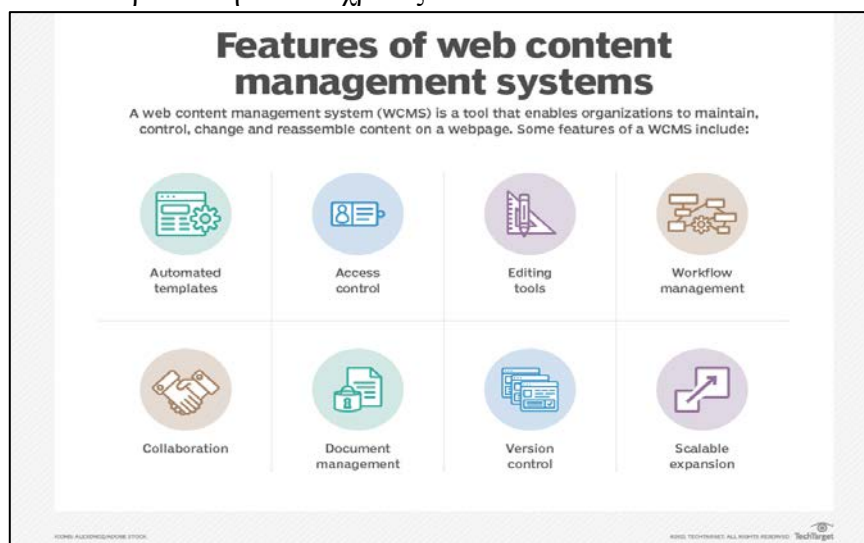 Features of web content
management systems
A web content management system (WCMS) is a tool that enables organizations to maintain,
control, change and reassemble content on a webpage. Some features of a WCMS include:
Automated
templates
Access
control
Editing
tools
Workflow
management
Collaboration
Document
management
Version
control
Scalable
expansion
TechTarget